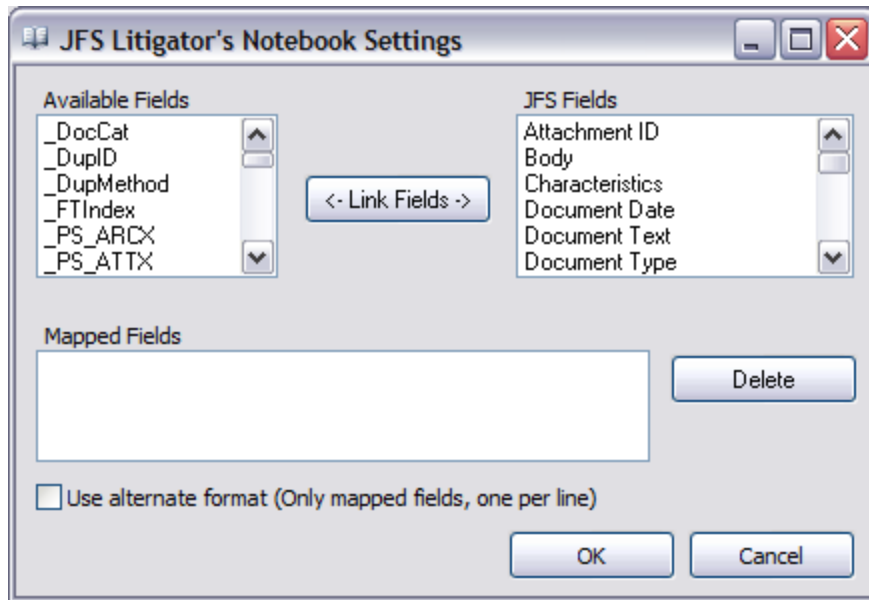 JFS Litigator's Notebook Settings
Available Fields
_DocCat
_DupID
_DupMethod
_FTIndex
_PS_ARCX
_PS_ATTX
<- Link Fields ->
JFS Fields
Attachment ID
Body
Characteristics
Document Date
Document Text
Document Type
Mapped Fields
Delete
Use alternate format (Only mapped fields, one per line)
OK
Cancel